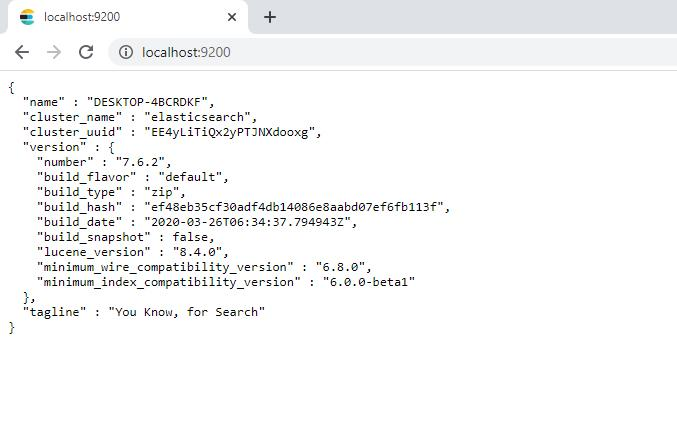 localhost:9200
localhost:9200
{
  "name" : "DESKTOP-4BCRDKF",
  "cluster_name" : "elasticsearch",
  "cluster_uuid" : "EE4yLiTiQx2yPTJNXdooxg",
  "version" : {
    "number" : "7.6.2",
    "build_flavor" : "default",
    "build_type" : "zip",
    "build_hash" : "ef48eb35cf30adf4db14086e8aabd07ef6fb113f",
    "build_date" : "2020-03-26T06:34:37.794943Z",
    "build_snapshot" : false,
    "lucene_version" : "8.4.0",
    "minimum_wire_compatibility_version" : "6.8.0",
    "minimum_index_compatibility_version" : "6.0.0-beta1"
  },
  "tagline" : "You Know, for Search"
}